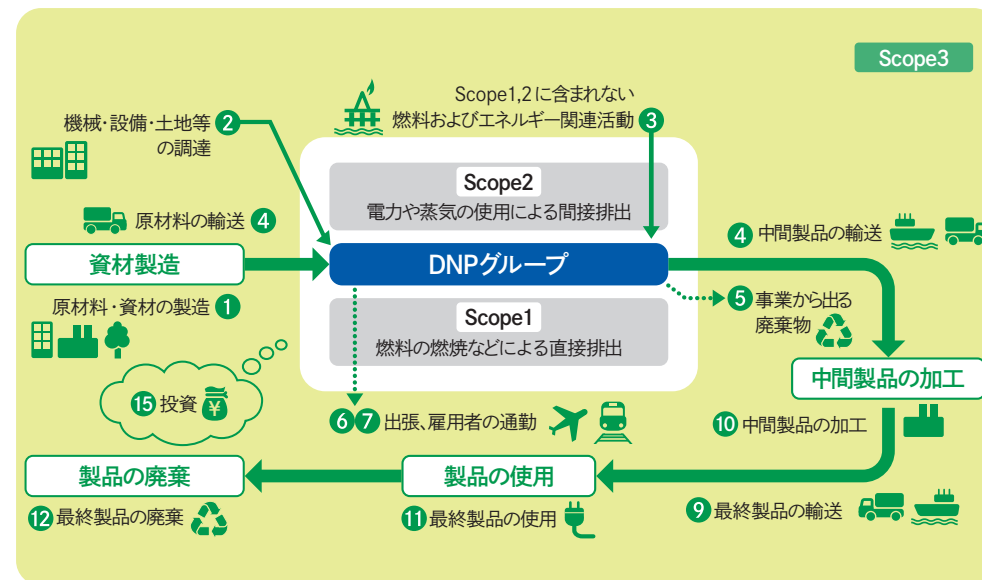 Scope3
Scope1,2に含まれない
燃料およびエネルギー関連活動 3
機械・設備・土地等 2
の調達
Scope2
電力や蒸気の使用による間接排出
原材料の輸送 4
4 中間製品の輸送
資材製造
DNPグループ
原材料・資材の製造 1
5 事業から出る
廃棄物
Scope1
燃料の燃焼などによる直接排出
中間製品の加工
15 投資 ¥
6 7 出張、雇用者の通勤
10 中間製品の加工
製品の廃棄
製品の使用
12 最終製品の廃棄
11 最終製品の使用
9 最終製品の輸送